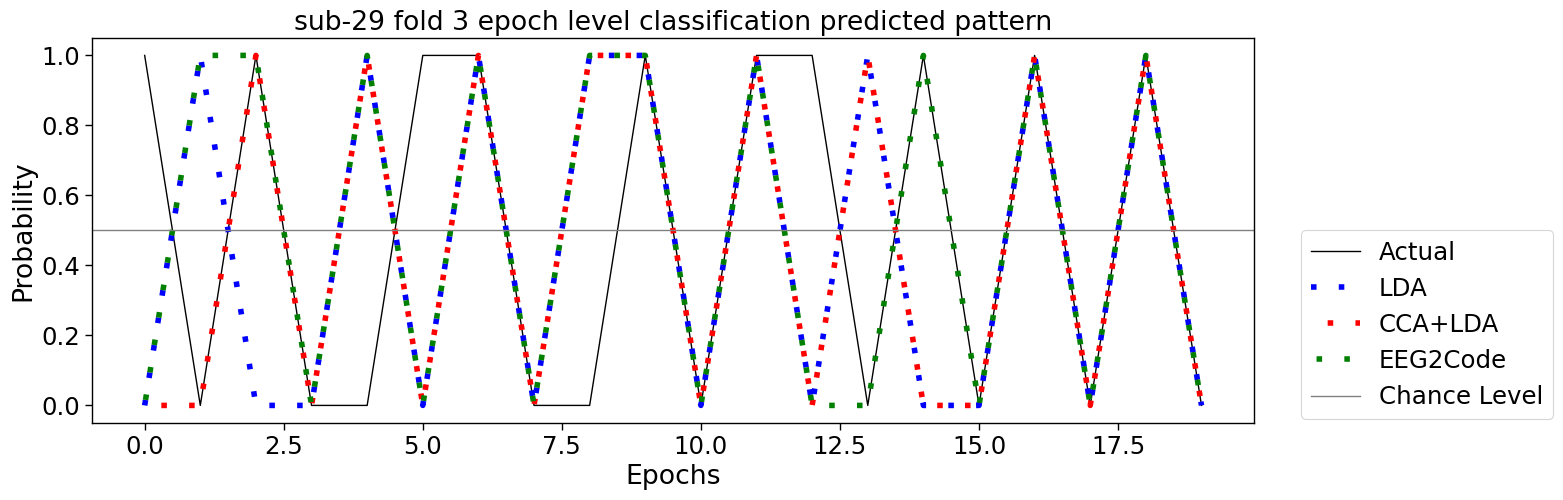 sub-29 fold 3 epoch level classification predicted pattern
Probability
1.0
0.8
0.6
0.4
0.2
0.0
0.0 2.5 5.0 7.5 10.0 12.5 15.0 17.5
Epochs
Actual
LDA
CCA+LDA
EEG2Code
Chance Level